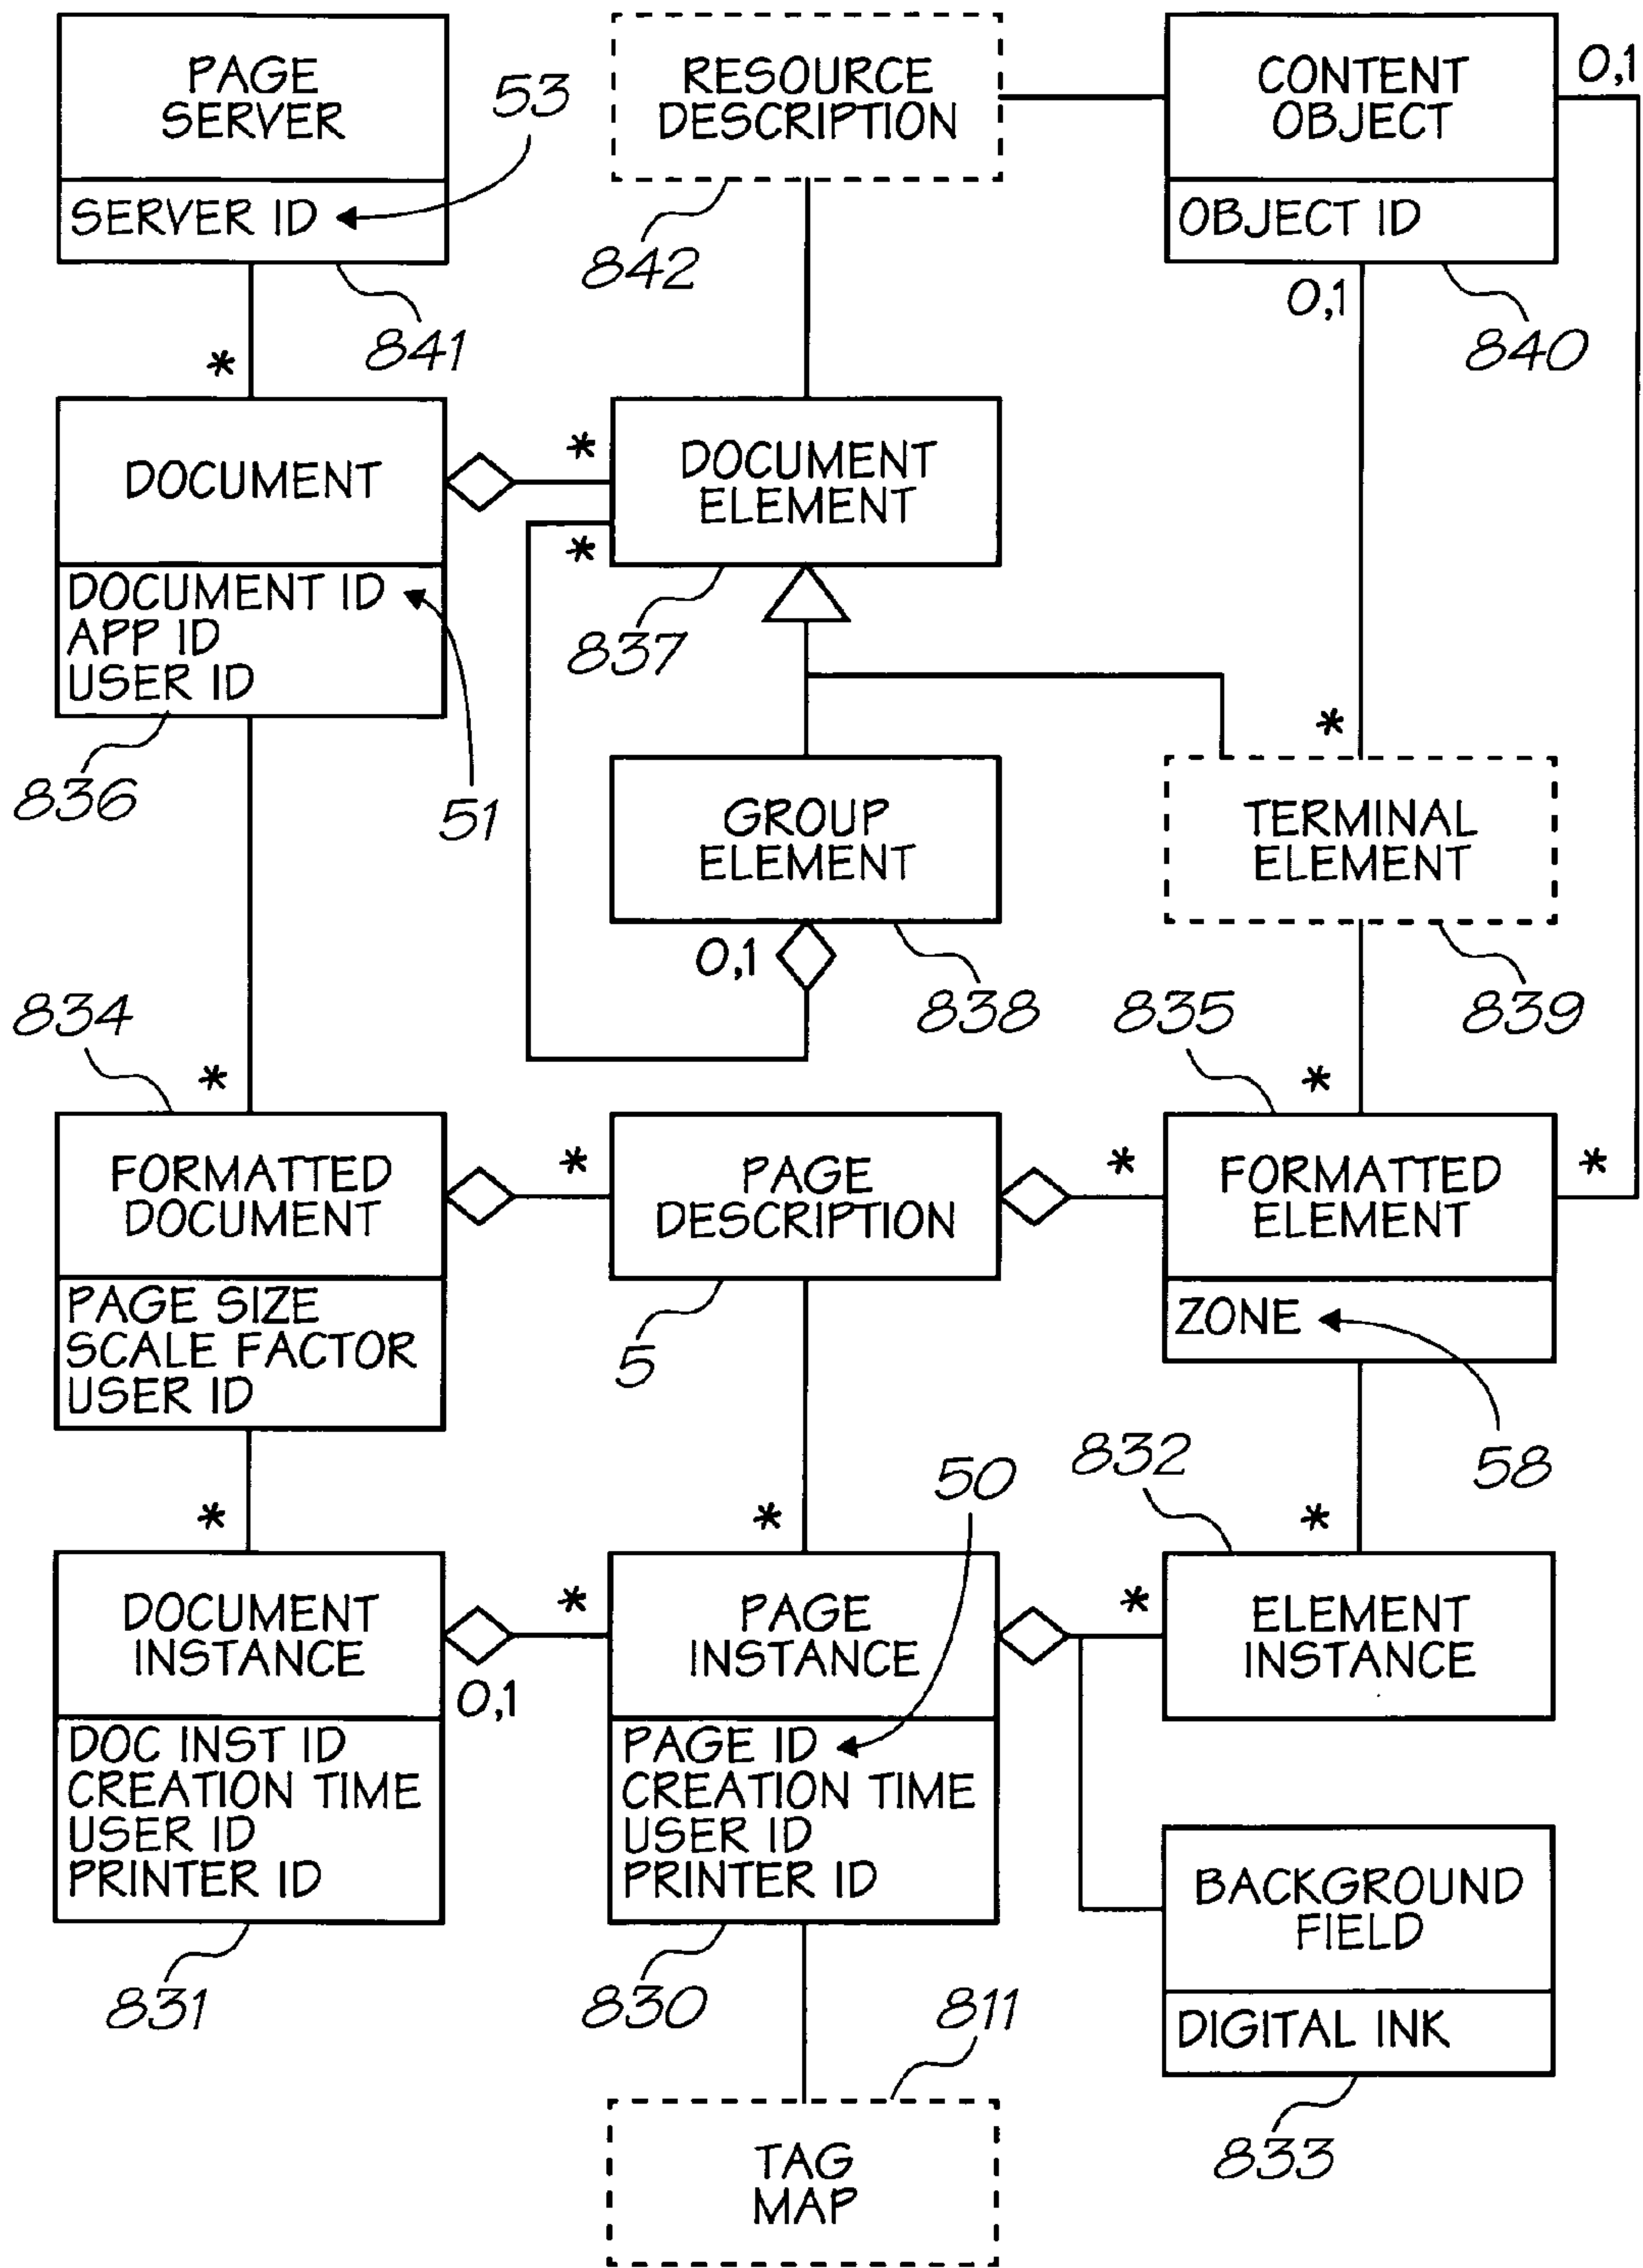 PAGE
SERVER
SERVER ID
53
841
RESOURCE
DESCRIPTION
842
CONTENT
OBJECT
OBJECT ID
0,1
0,1
840
*
DOCUMENT
DOCUMENT ID
APP ID
USER ID
836
51
*
*
DOCUMENT
ELEMENT
837
GROUP
ELEMENT
0,1
838
*
TERMINAL
ELEMENT
839
834
*
FORMATTED
DOCUMENT
PAGE SIZE
SCALE FACTOR
USER ID
*
PAGE
DESCRIPTION
5
835
*
*
*
FORMATTED
ELEMENT
ZONE
58
*
DOCUMENT
INSTANCE
0,1
DOC INST ID
CREATION TIME
USER ID
PRINTER ID
831
*
*
50
PAGE
INSTANCE
PAGE ID
CREATION TIME
USER ID
PRINTER ID
830
832
*
*
ELEMENT
INSTANCE
BACKGROUND
FIELD
DIGITAL INK
833
811
TAG
MAP